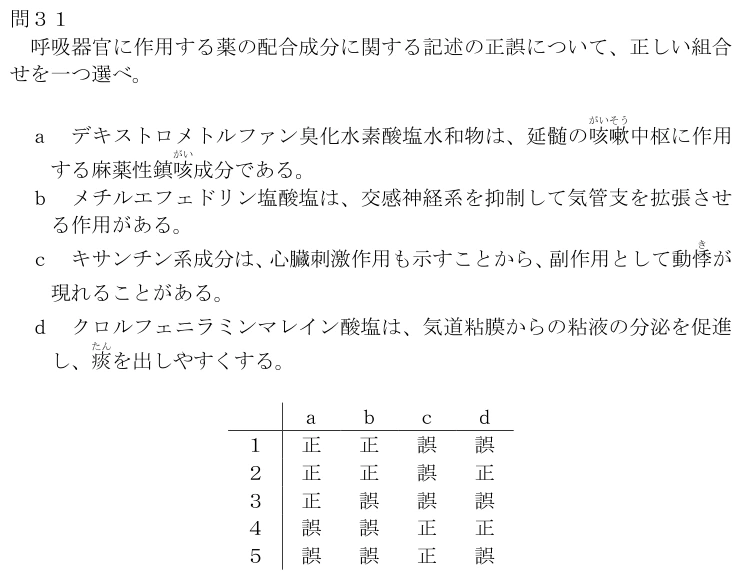 問３１
呼吸器官に作用する薬の配合成分に関する記述の正誤について、正しい組合
せを一つ選べ。
がいそう
a　デキストロメトルファン臭化水素酸塩水和物は、延髄の咳嗽中枢に作用
がい
する麻薬性鎮咳成分である。
b　メチルエフェドリン塩酸塩は、交感神経系を抑制して気管支を拡張させ
る作用がある。
き
c　キサンチン系成分は、心臓刺激作用も示すことから、副作用として動悸が
現れることがある。
d　クロルフェニラミンマレイン酸塩は、気道粘膜からの粘液の分泌を促進
たん
し、痰を出しやすくする。
a b c d
1 正 正 誤 誤
2 正 正 誤 正
3 正 誤 誤 誤
4 誤 誤 正 正
5 誤 誤 正 誤